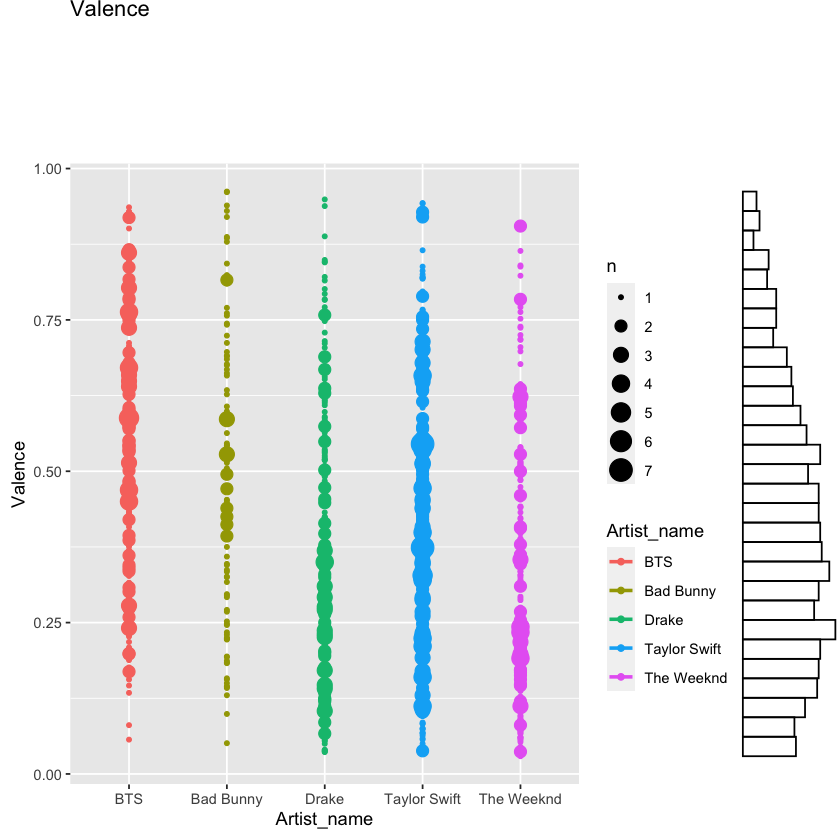 Valence
1.00
0.75
0.50
0.25
0.00
Valence
BTS
Bad Bunny
Drake
Taylor Swift
The Weeknd
Artist_name
n
1
2
3
4
5
6
7
Artist_name
BTS
Bad Bunny
Drake
Taylor Swift
The Weeknd